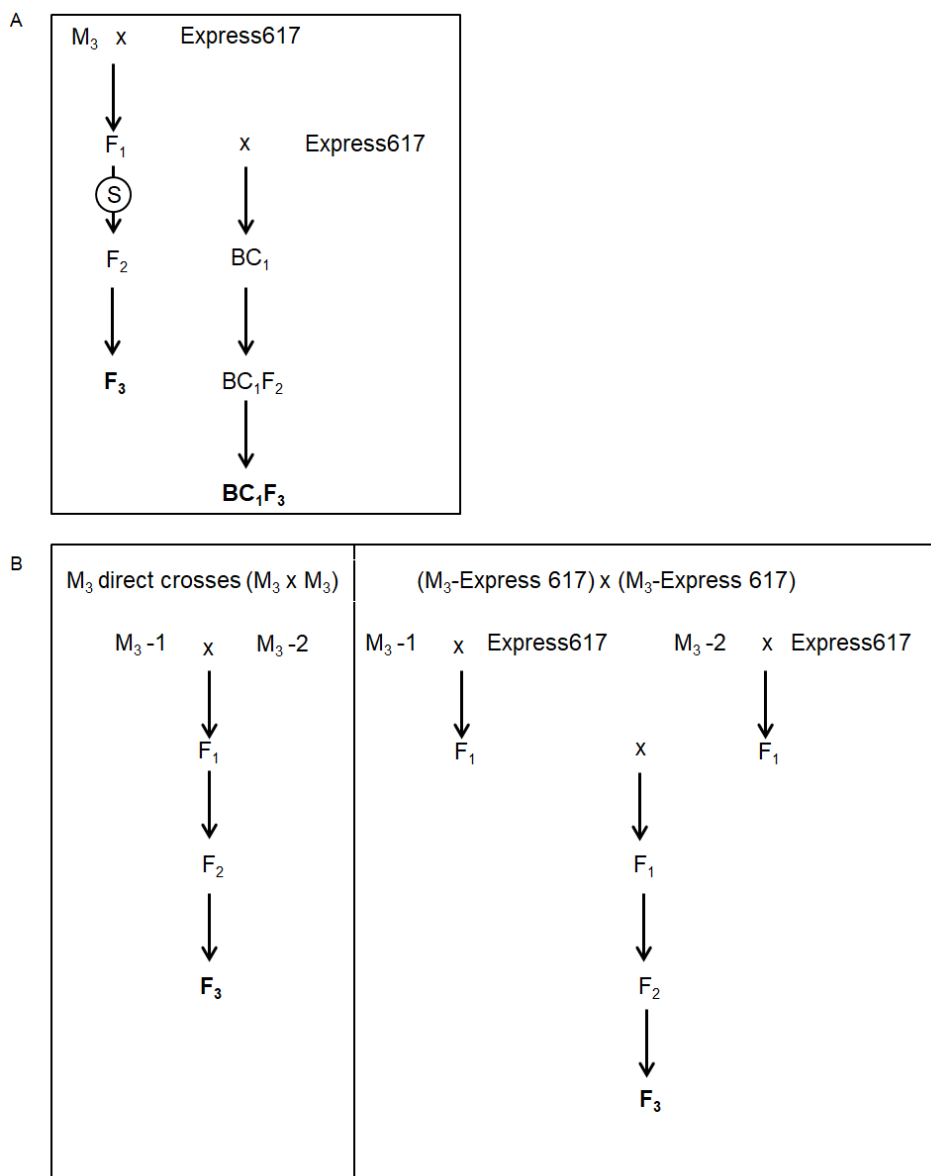 A
M₃ x Express617
F₁ x Express617
S
F₂ BC₁
F₃ BC₁F₂
BC₁F₃
B
M₃ direct crosses (M₃ x M₃)
M₃ -1 x M₃ -2
F₁
F₂
F₃
(M₃-Express 617) x (M₃-Express 617)
M₃ -1 x Express617 M₃ -2 x Express617
F₁ x F₁
F₁
F₂
F₃